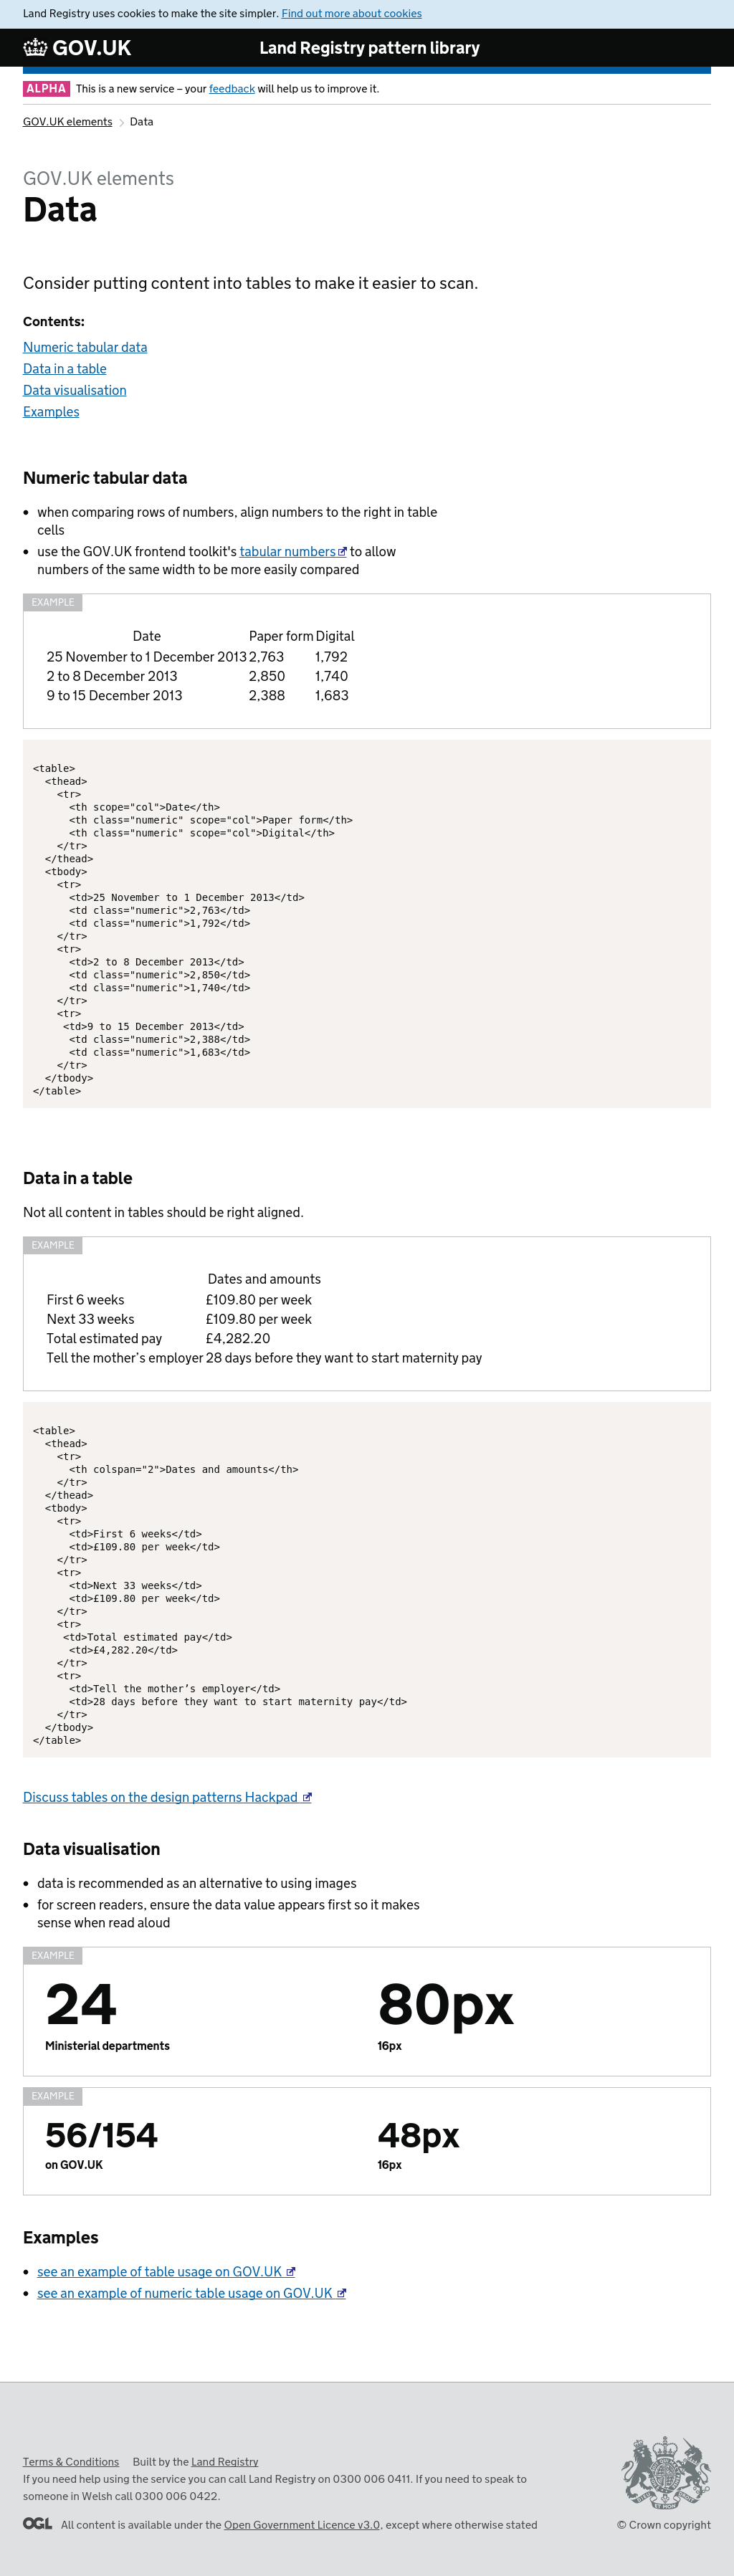 Land Registry uses cookies to make the site simpler. Find out more about cookies
GOV.UK
Land Registry pattern library
ALPHA This is a new service – your feedback will help us to improve it.
GOV.UK elements Data
GOV.UK elements
Data
Consider putting content into tables to make it easier to scan.
Contents:
Numeric tabular data
Data in a table
Data visualisation
Examples
Numeric tabular data
• when comparing rows of numbers, align numbers to the right in table
cells
• use the GOV.UK frontend toolkit's tabular numbers to allow
numbers of the same width to be more easily compared
EXAMPLE
Date Paper form Digital
25 November to 1 December 2013 2,763 1,792
2 to 8 December 2013 2,850 1,740
9 to 15 December 2013 2,388 1,683
<table>
  <thead>
    <tr>
      <th scope="col">Date</th>
      <th class="numeric" scope="col">Paper form</th>
      <th class="numeric" scope="col">Digital</th>
    </tr>
  </thead>
  <tbody>
    <tr>
      <td>25 November to 1 December 2013</td>
      <td class="numeric">2,763</td>
      <td class="numeric">1,792</td>
    </tr>
    <tr>
      <td>2 to 8 December 2013</td>
      <td class="numeric">2,850</td>
      <td class="numeric">1,740</td>
    </tr>
    <tr>
     <td>9 to 15 December 2013</td>
      <td class="numeric">2,388</td>
      <td class="numeric">1,683</td>
    </tr>
  </tbody>
</table>
Data in a table
Not all content in tables should be right aligned.
EXAMPLE
Dates and amounts
First 6 weeks £109.80 per week
Next 33 weeks £109.80 per week
Total estimated pay £4,282.20
Tell the mother’s employer 28 days before they want to start maternity pay
<table>
  <thead>
    <tr>
      <th colspan="2">Dates and amounts</th>
    </tr>
  </thead>
  <tbody>
    <tr>
      <td>First 6 weeks</td>
      <td>£109.80 per week</td>
    </tr>
    <tr>
      <td>Next 33 weeks</td>
      <td>£109.80 per week</td>
    </tr>
    <tr>
     <td>Total estimated pay</td>
      <td>£4,282.20</td>
    </tr>
    <tr>
      <td>Tell the mother’s employer</td>
      <td>28 days before they want to start maternity pay</td>
    </tr>
  </tbody>
</table>
Discuss tables on the design patterns Hackpad
Data visualisation
• data is recommended as an alternative to using images
• for screen readers, ensure the data value appears first so it makes
sense when read aloud
EXAMPLE
24 80px
Ministerial departments 16px
EXAMPLE
56/154 48px
on GOV.UK 16px
Examples
• see an example of table usage on GOV.UK
• see an example of numeric table usage on GOV.UK
Terms & Conditions Built by the Land Registry
If you need help using the service you can call Land Registry on 0300 006 0411. If you need to speak to
someone in Welsh call 0300 006 0422.
OGL All content is available under the Open Government Licence v3.0, except where otherwise stated
© Crown copyright